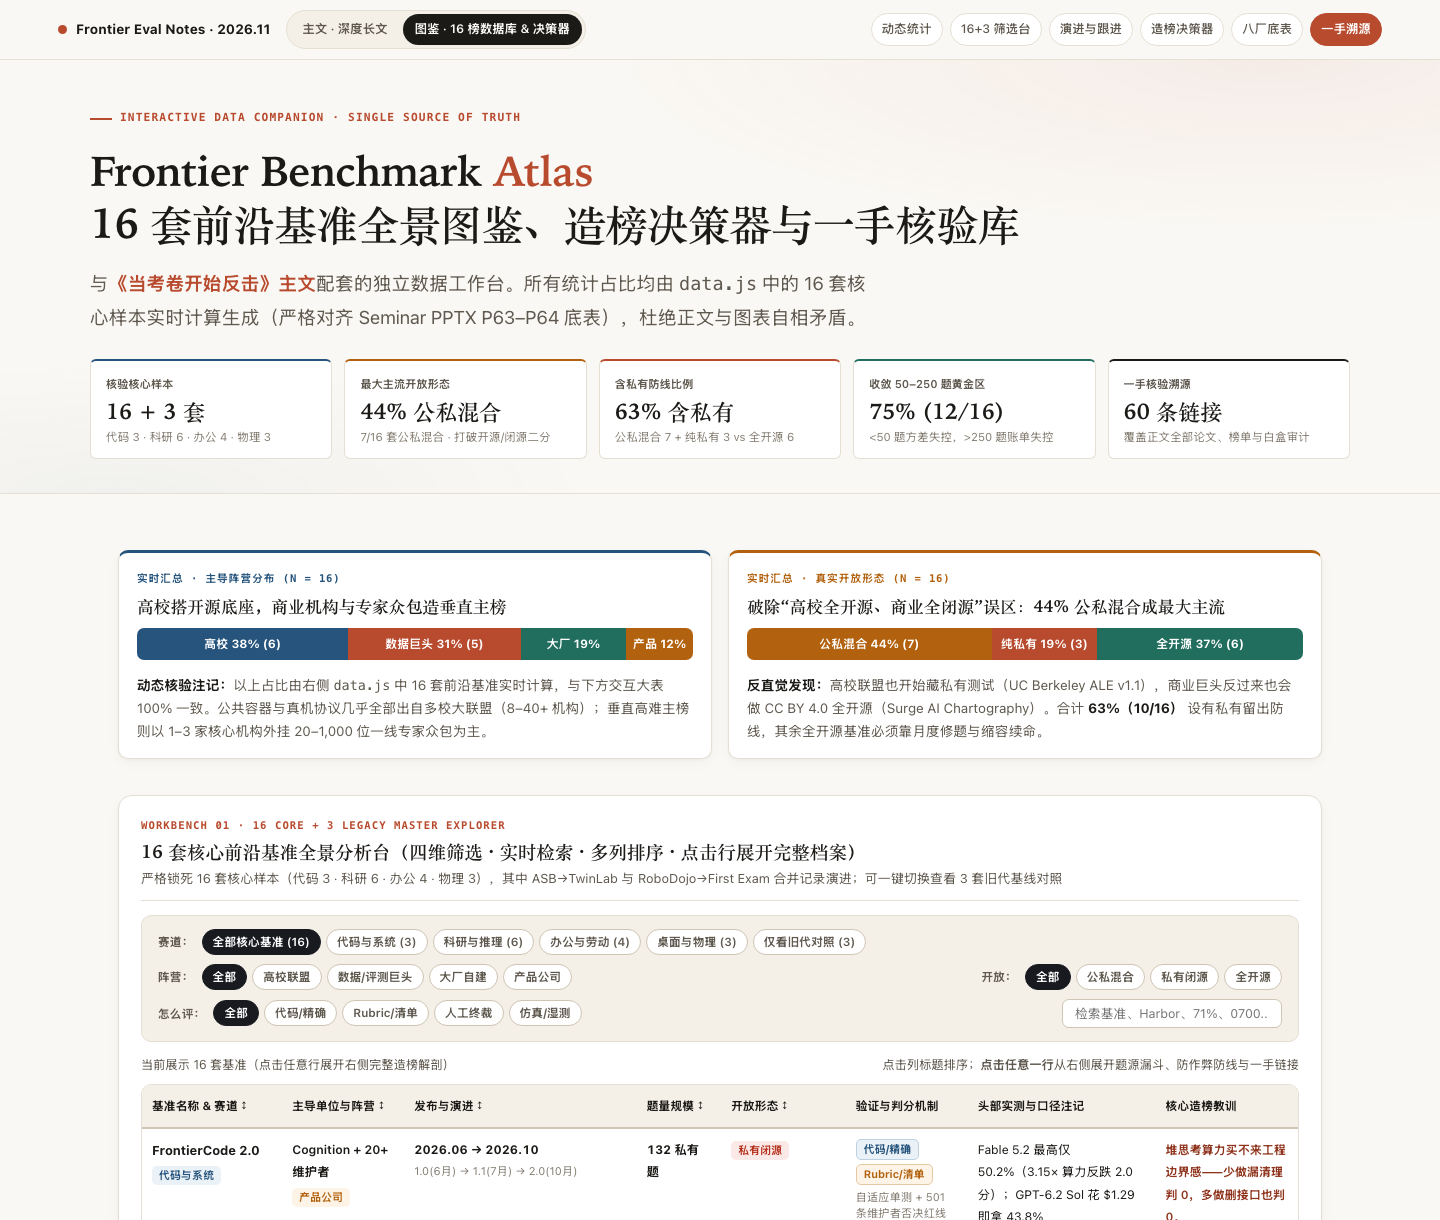 Frontier Eval Notes · 2026.11
主文 · 深度长文
图鉴 · 16 榜数据库 & 决策器
动态统计
16+3 筛选台
演进与跟进
造榜决策器
八厂底表
一手溯源
INTERACTIVE DATA COMPANION · SINGLE SOURCE OF TRUTH
Frontier Benchmark Atlas
16 套前沿基准全景图鉴、造榜决策器与一手核验库
与《当考卷开始反击》主文配套的独立数据工作台。所有统计占比均由 data.js 中的 16 套核
心样本实时计算生成（严格对齐 Seminar PPTX P63–P64 底表），杜绝正文与图表自相矛盾。
核验核心样本
16 + 3 套
代码 3 · 科研 6 · 办公 4 · 物理 3
最大主流开放形态
44% 公私混合
7/16 套公私混合 · 打破开源/闭源二分
含私有防线比例
63% 含私有
公私混合 7 + 纯私有 3 vs 全开源 6
收敛 50–250 题黄金区
75% (12/16)
<50 题方差失控，>250 题账单失控
一手核验溯源
60 条链接
覆盖正文全部论文、榜单与白盒审计
实时汇总 · 主导阵营分布 (N = 16)
高校搭开源底座，商业机构与专家众包造垂直主榜
高校 38% (6)
数据巨头 31% (5)
大厂 19%
产品 12%
动态核验注记：以上占比由右侧 data.js 中 16 套前沿基准实时计算，与下方交互大表
100% 一致。公共容器与真机协议几乎全部出自多校大联盟（8–40+ 机构）；垂直高难主榜
则以 1–3 家核心机构外挂 20–1,000 位一线专家众包为主。
实时汇总 · 真实开放形态 (N = 16)
破除“高校全开源、商业全闭源”误区：44% 公私混合成最大主流
公私混合 44% (7)
纯私有 19% (3)
全开源 37% (6)
反直觉发现：高校联盟也开始藏私有测试（UC Berkeley ALE v1.1），商业巨头反过来也会
做 CC BY 4.0 全开源（Surge AI Chartography）。合计 63%（10/16） 设有私有留出防
线，其余全开源基准必须靠月度修题与缩容续命。
WORKBENCH 01 · 16 CORE + 3 LEGACY MASTER EXPLORER
16 套核心前沿基准全景分析台（四维筛选 · 实时检索 · 多列排序 · 点击行展开完整档案）
严格锁死 16 套核心样本（代码 3 · 科研 6 · 办公 4 · 物理 3），其中 ASB→TwinLab 与 RoboDojo→First Exam 合并记录演进；可一键切换查看 3 套旧代基线对照
赛道：
全部核心基准 (16)
代码与系统 (3)
科研与推理 (6)
办公与劳动 (4)
桌面与物理 (3)
仅看旧代对照 (3)
阵营：
全部
高校联盟
数据/评测巨头
大厂自建
产品公司
开放：
全部
公私混合
私有闭源
全开源
怎么评：
全部
代码/精确
Rubric/清单
人工终裁
仿真/湿测
检索基准、Harbor、71%、0700..
当前展示 16 套基准（点击任意行展开右侧完整造榜解剖）
点击列标题排序；点击任意一行从右侧展开题源漏斗、防作弊防线与一手链接
基准名称 & 赛道 ↕
主导单位与阵营 ↕
发布与演进 ↕
题量规模 ↕
开放形态 ↕
验证与判分机制
头部实测与口径注记
核心造榜教训
FrontierCode 2.0
代码与系统
Cognition + 20+
维护者
产品公司
2026.06 → 2026.10
1.0(6月) → 1.1(7月) → 2.0(10月)
132 私有
题
私有闭源
代码/精确
Rubric/清单
自适应单测 + 501
条维护者否决红线
Fable 5.2 最高仅
50.2%（3.15× 算力反跌 2.0
分）；GPT-6.2 Sol 花 $1.29
即拿 43.8%
堆思考算力买不来工程
边界感——少做漏清理
判 0，多做删接口也判
0。